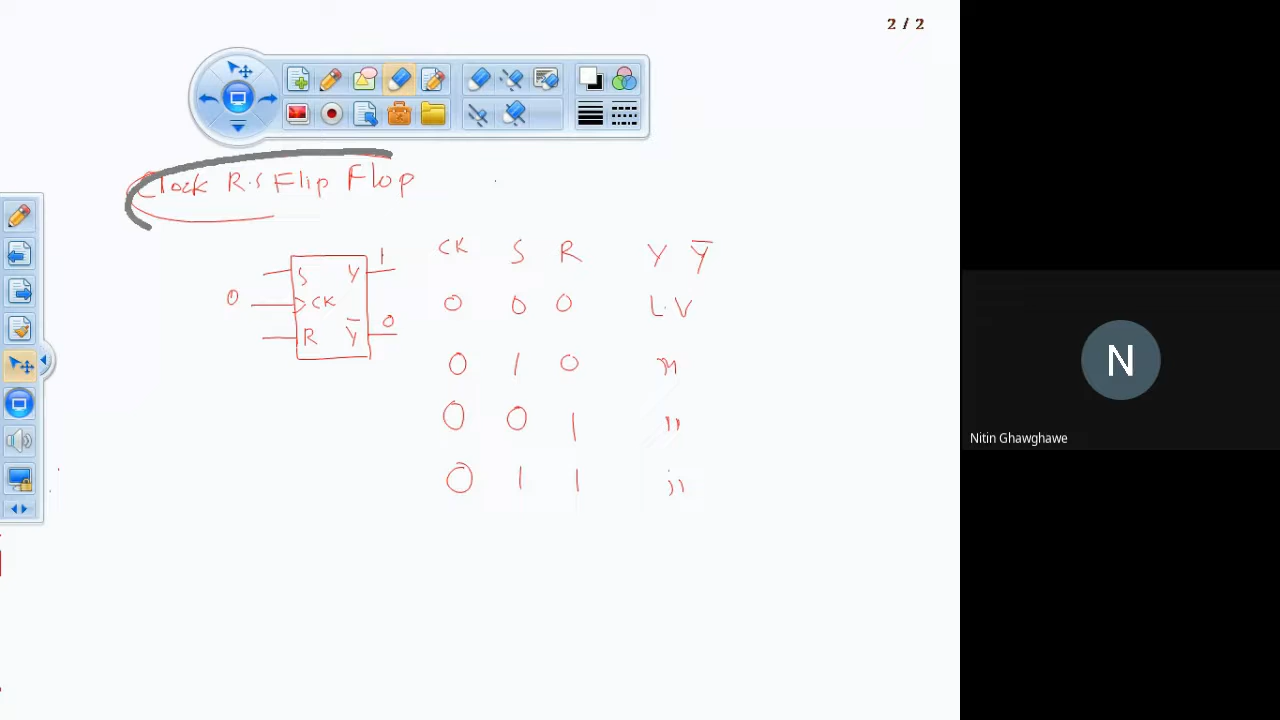 2 / 2
Clock R.S Flip Flop
CK S R Y Y̅
S Y 1
0 CK
R Y̅ 0
0 0 0 L.V
0 1 0 "
0 0 1 "
0 1 1 "
N
Nitin Ghawghawe